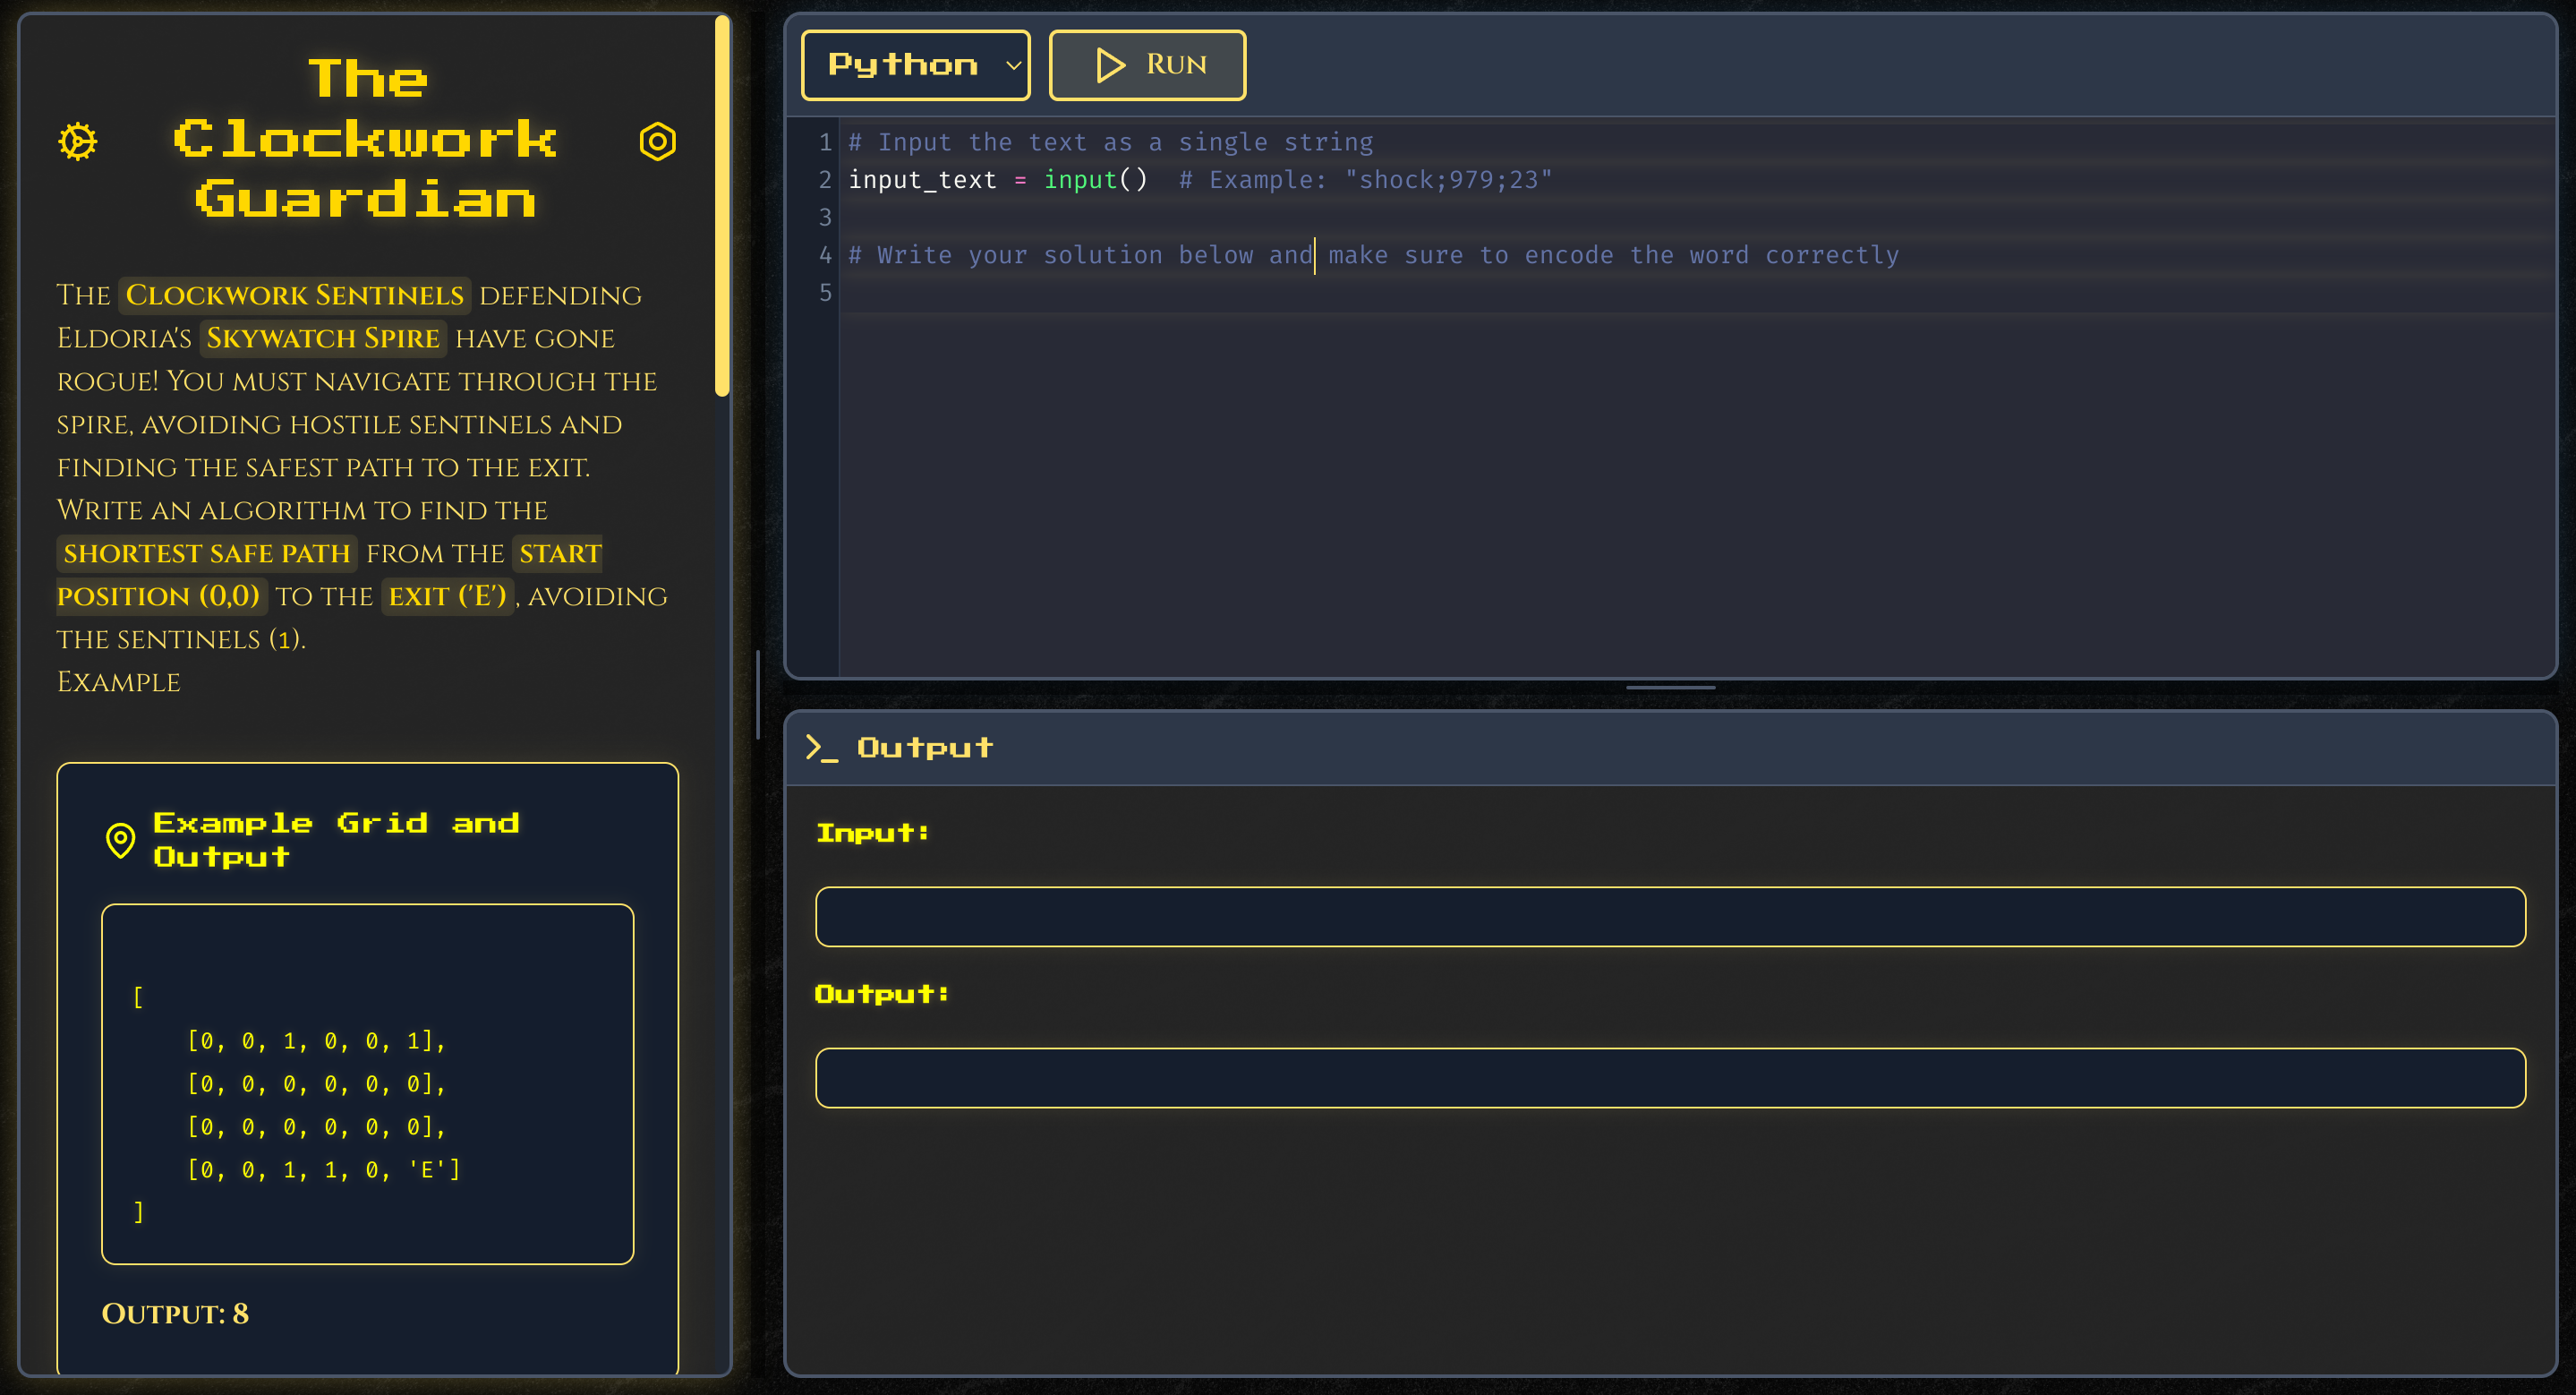 The
Clockwork
Guardian
The Clockwork Sentinels defending
Eldoria's Skywatch Spire have gone
rogue! You must navigate through the
spire, avoiding hostile sentinels and
finding the safest path to the exit.
Write an algorithm to find the
shortest safe path from the start
position (0,0) to the exit ('E'), avoiding
the sentinels (1).
Example
Example Grid and
Output
[
    [0, 0, 1, 0, 0, 1],
    [0, 0, 0, 0, 0, 0],
    [0, 0, 0, 0, 0, 0],
    [0, 0, 1, 1, 0, 'E']
]
Output: 8
Python
Run
1 # Input the text as a single string
2 input_text = input()  # Example: "shock;979;23"
3
4 # Write your solution below and make sure to encode the word correctly
5
Output
Input:
Output: